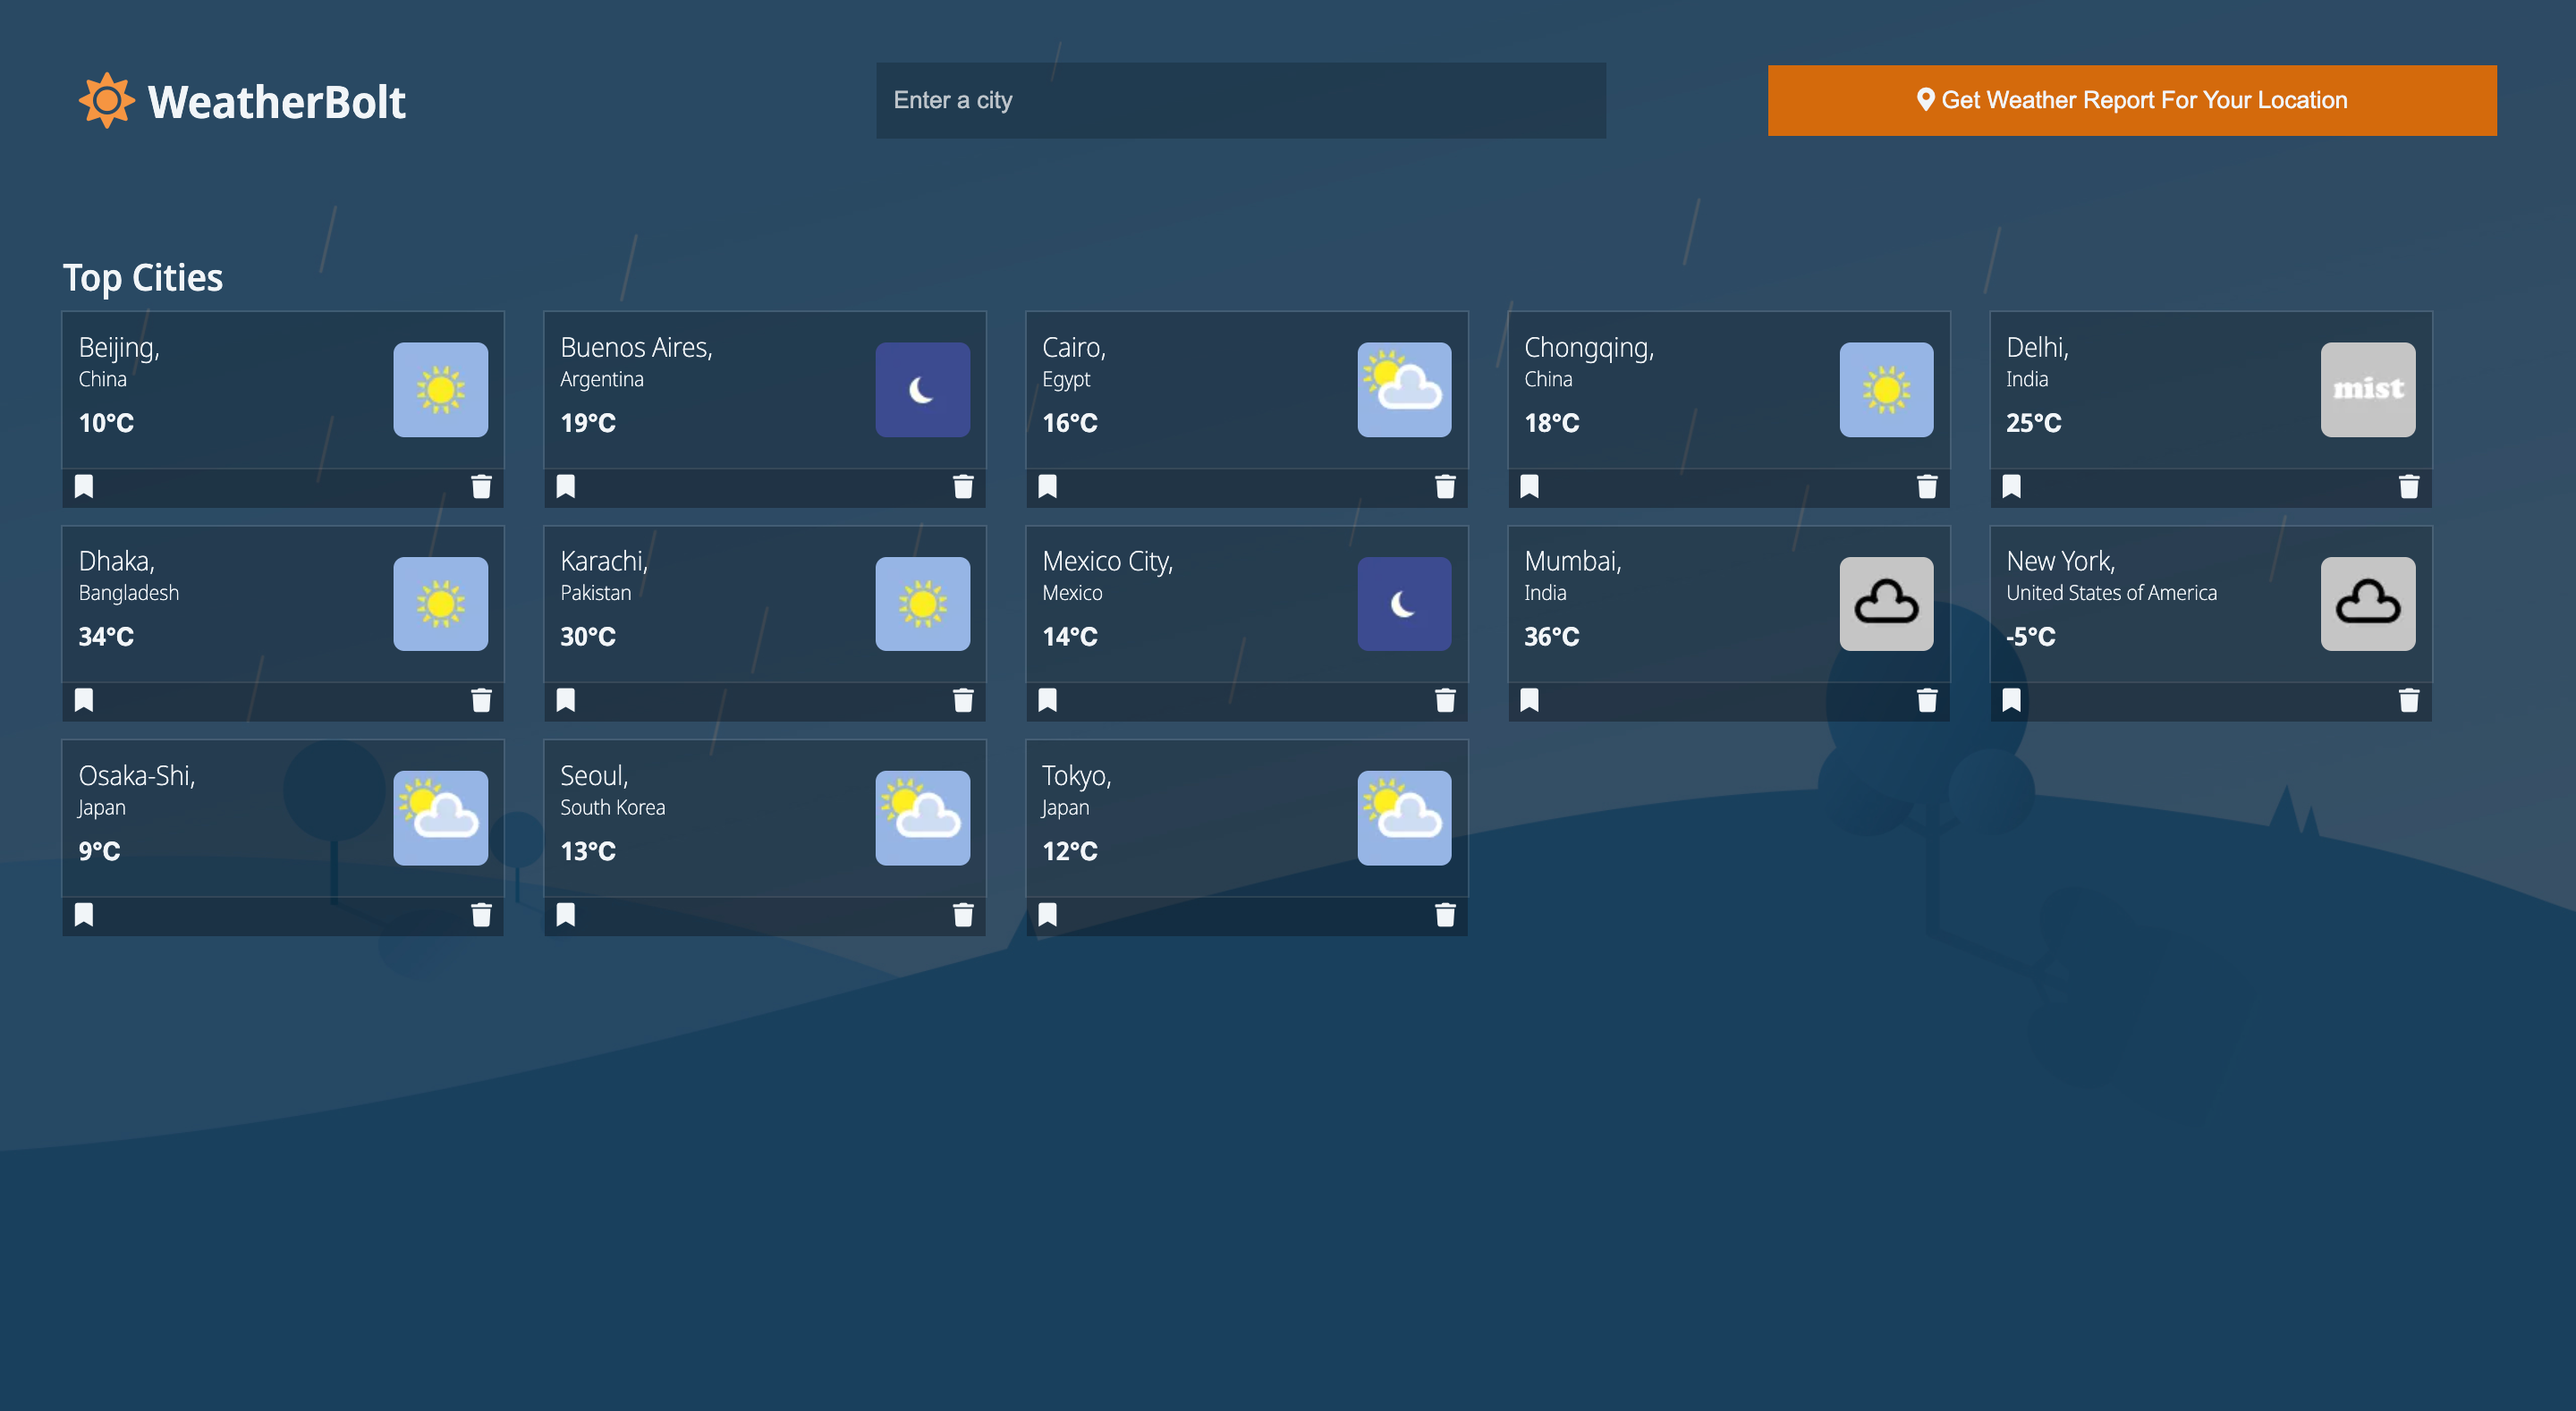 WeatherBolt
Enter a city
Get Weather Report For Your Location
Top Cities
Beijing,
China
10°C
Buenos Aires,
Argentina
19°C
Cairo,
Egypt
16°C
Chongqing,
China
18°C
Delhi,
India
25°C
mist
Dhaka,
Bangladesh
34°C
Karachi,
Pakistan
30°C
Mexico City,
Mexico
14°C
Mumbai,
India
36°C
New York,
United States of America
-5°C
Osaka-Shi,
Japan
9°C
Seoul,
South Korea
13°C
Tokyo,
Japan
12°C